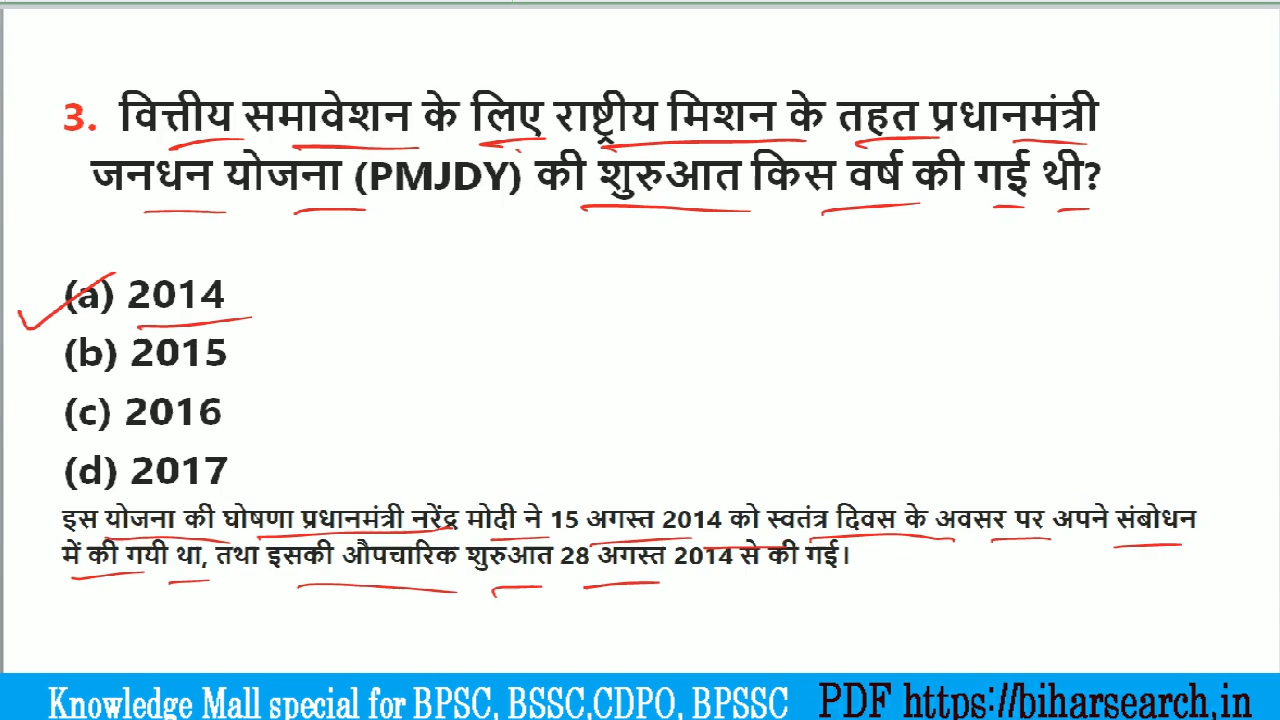 3. वित्तीय समावेशन के लिए राष्ट्रीय मिशन के तहत प्रधानमंत्री
जनधन योजना (PMJDY) की शुरुआत किस वर्ष की गई थी?
(a) 2014
(b) 2015
(c) 2016
(d) 2017
इस योजना की घोषणा प्रधानमंत्री नरेंद्र मोदी ने 15 अगस्त 2014 को स्वतंत्र दिवस के अवसर पर अपने संबोधन
में की गयी था, तथा इसकी औपचारिक शुरुआत 28 अगस्त 2014 से की गई।
Knowledge Mall special for BPSC, BSSC,CDPO, BPSSC PDF https://biharsearch.in